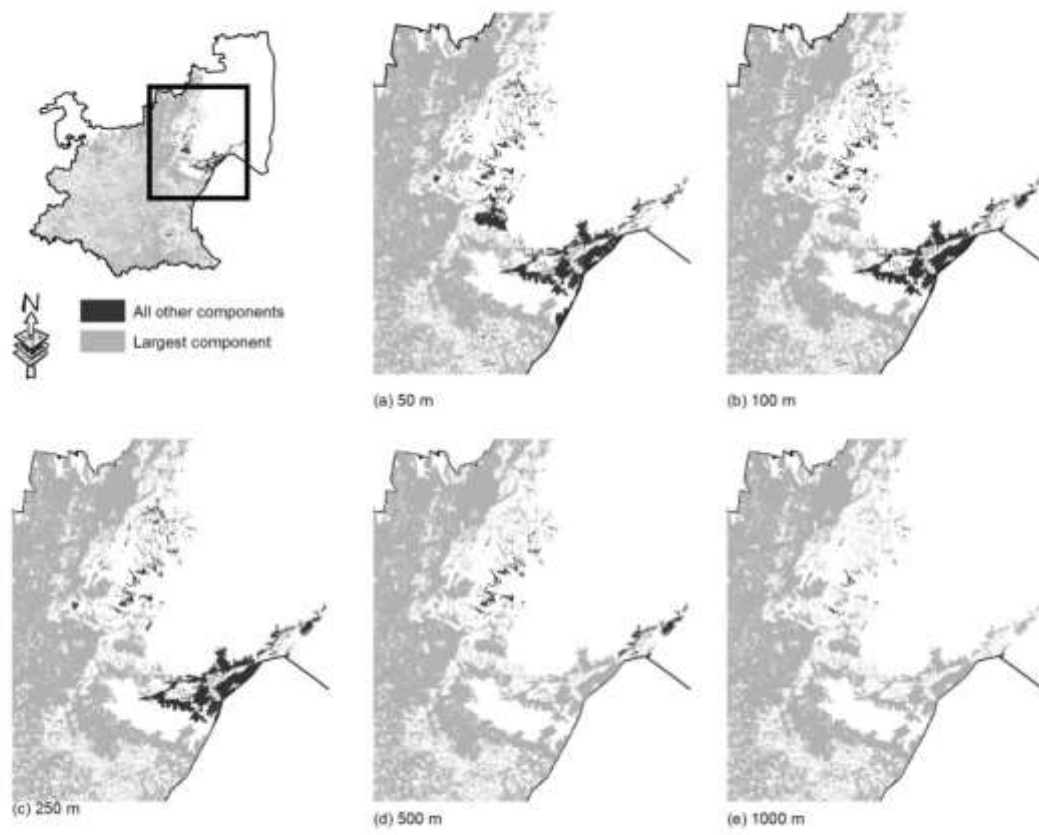 N
All other components
Largest component
(a) 50 m
(b) 100 m
(c) 250 m
(d) 500 m
(e) 1000 m